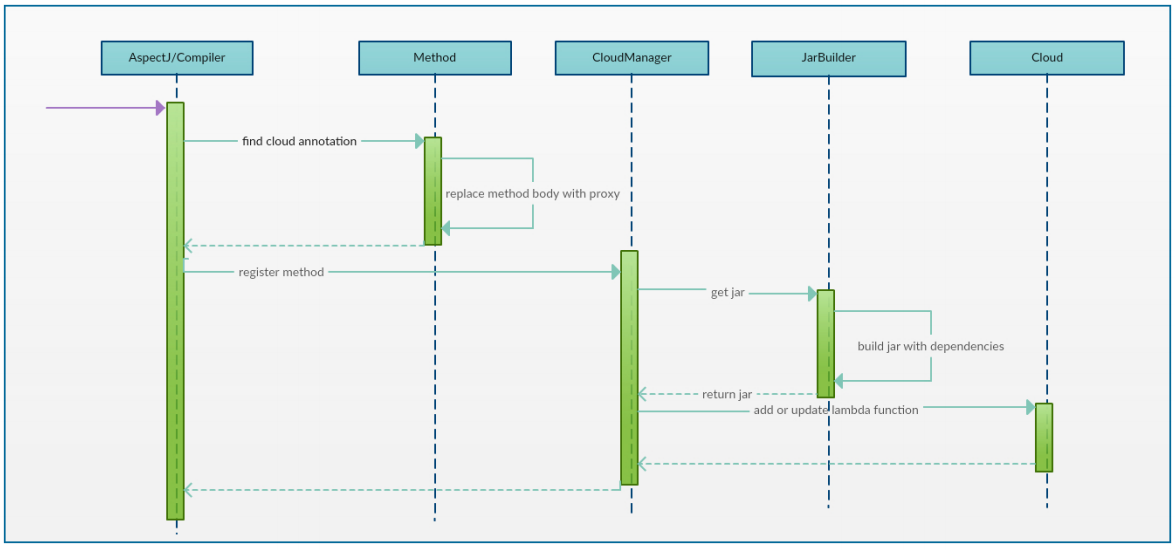 AspectJ/Compiler
Method
CloudManager
JarBuilder
Cloud
find cloud annotation
replace method body with proxy
register method
get jar
build jar with dependencies
return jar
add or update lambda function